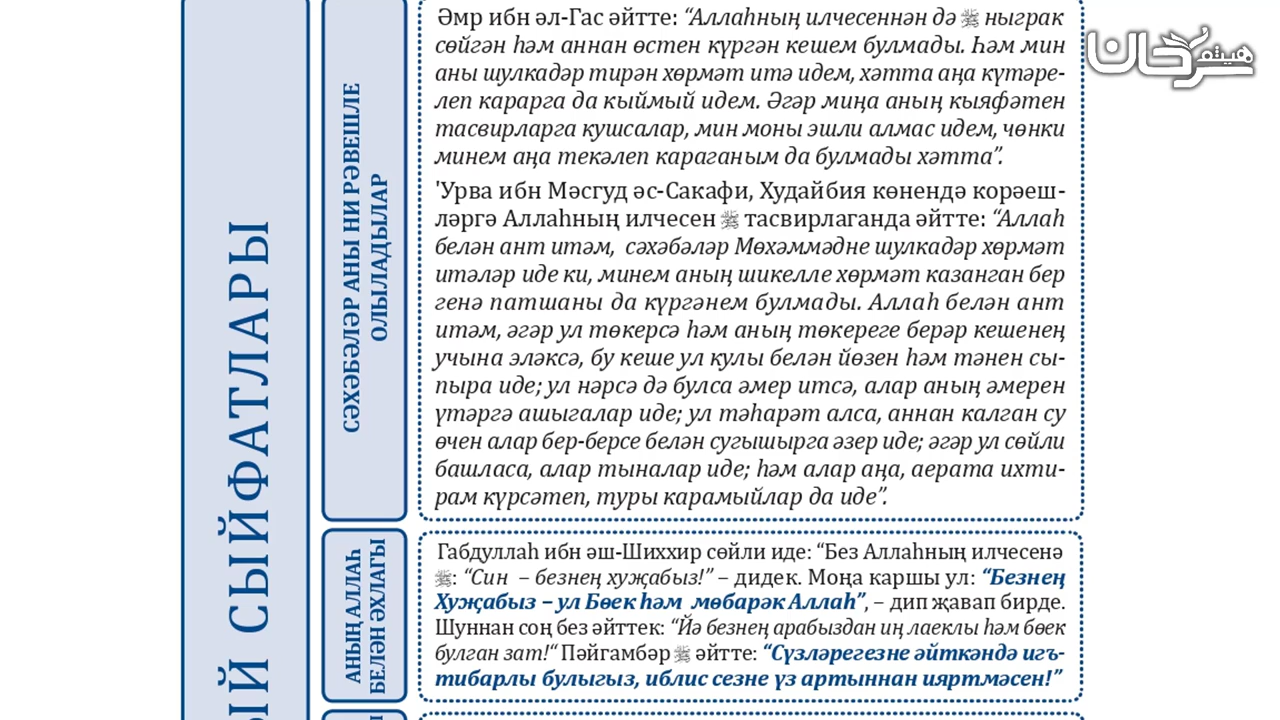 ЫЙ СЫЙФАТЛАРЫ
СӘХӘБӘЛӘР АНЫ НИ РӘВЕШЛЕ
ОЛЫЛАДЫЛАР
Әмр ибн әл-Гас әйтте: “Аллаһның илчесеннән дә ﷺ ныграк
сөйгән һәм аннан өстен күргән кешем булмады. Һәм мин
аны шулкадәр тирән хөрмәт итә идем, хәтта аңа күтәре-
леп карарга да кыймый идем. Әгәр миңа аның кыяфәтен
тасвирларга кушсалар, мин моны эшли алмас идем, чөнки
минем аңа текәлеп караганым да булмады хәтта”.
'Урва ибн Мәсгуд әс-Сакафи, Худайбия көнендә корәеш-
ләргә Аллаһның илчесен ﷺ тасвирлаганда әйтте: “Аллаһ
белән ант итәм, сәхәбәләр Мөхәммәдне шулкадәр хөрмәт
итәләр иде ки, минем аның шикелле хөрмәт казанган бер
генә патшаны да күргәнем булмады. Аллаһ белән ант
итәм, әгәр ул төкерсә һәм аның төкереге берәр кешенең
учына эләксә, бу кеше ул кулы белән йөзен һәм тәнен сы-
пыра иде; ул нәрсә дә булса әмер итсә, алар аның әмерен
үтәргә ашыгалар иде; ул тәһарәт алса, аннан калган су
өчен алар бер-берсе белән сугышырга әзер иде; әгәр ул сөйли
башласа, алар тыналар иде; һәм алар аңа, аерата ихти-
рам күрсәтеп, туры карамыйлар да иде”.
АНЫҢ АЛЛАҺ
БЕЛӘН ӘХЛАГЫ
Габдуллаһ ибн әш-Шиххир сөйли иде: “Без Аллаһның илчесенә
ﷺ: “Син – безнең хуҗабыз!” – дидек. Моңа каршы ул: “Безнең
Хуҗабыз – ул Бөек һәм мөбарәк Аллаһ”, – дип җавап бирде.
Шуннан соң без әйттек: “Йә безнең арабыздан иң лаеклы һәм бөек
булган зат!“ Пәйгамбәр ﷺ әйтте: “Сүзләрегезне әйткәндә игъ-
тибарлы булыгыз, иблис сезне үз артыннан ияртмәсен!”